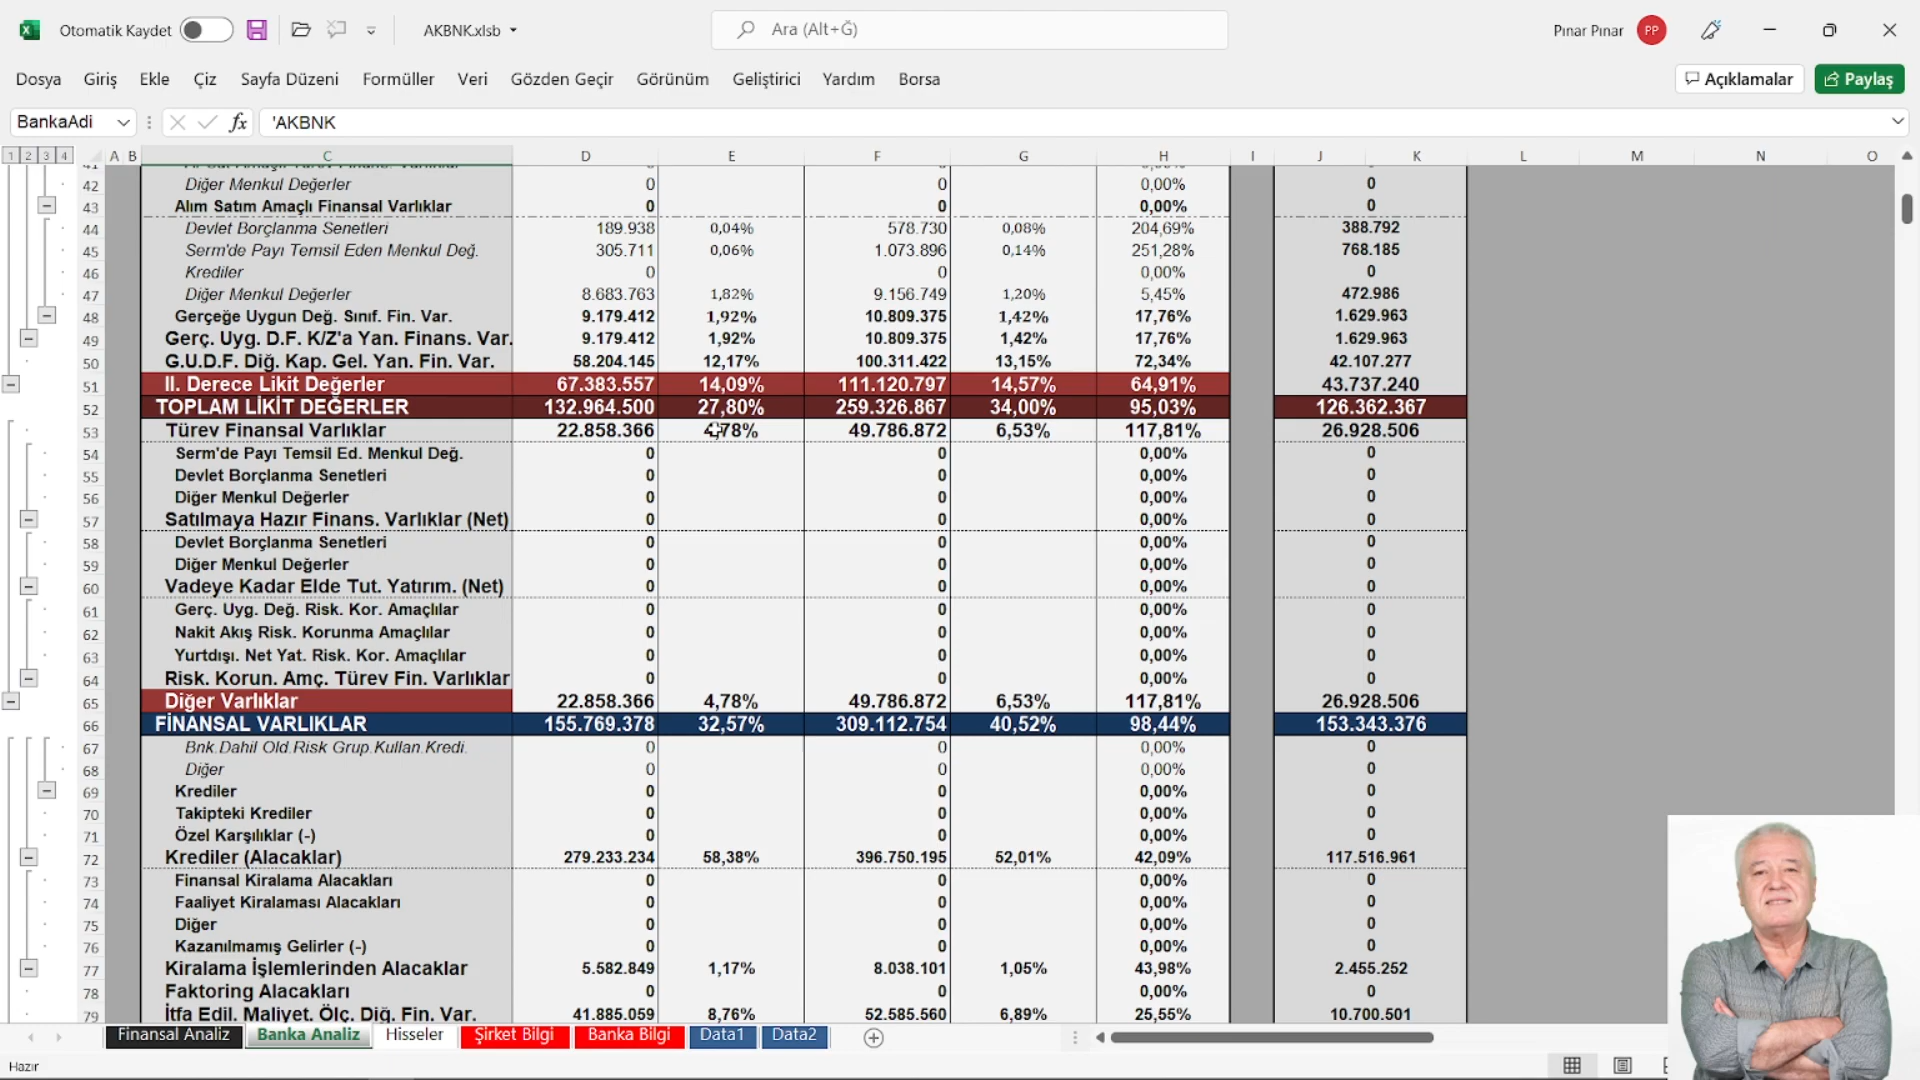 Otomatik Kaydet AKBNK.xlsb Ara (Alt+Ğ) Pınar Pınar PP
Dosya Giriş Ekle Çiz Sayfa Düzeni Formüller Veri Gözden Geçir Görünüm Geliştirici Yardım Borsa Açıklamalar Paylaş
BankaAdi fx 'AKBNK
1 2 3 4 A B C D E F G H I J K L M N O
42 Diğer Menkul Değerler 0 0 0,00% 0
43 Alım Satım Amaçlı Finansal Varlıklar 0 0 0,00% 0
44 Devlet Borçlanma Senetleri 189.938 0,04% 578.730 0,08% 204,69% 388.792
45 Serm'de Payı Temsil Eden Menkul Değ. 305.711 0,06% 1.073.896 0,14% 251,28% 768.185
46 Krediler 0 0 0,00% 0
47 Diğer Menkul Değerler 8.683.763 1,82% 9.156.749 1,20% 5,45% 472.986
48 Gerçeğe Uygun Değ. Sınıf. Fin. Var. 9.179.412 1,92% 10.809.375 1,42% 17,76% 1.629.963
49 Gerç. Uyg. D.F. K/Z'a Yan. Finans. Var. 9.179.412 1,92% 10.809.375 1,42% 17,76% 1.629.963
50 G.U.D.F. Diğ. Kap. Gel. Yan. Fin. Var. 58.204.145 12,17% 100.311.422 13,15% 72,34% 42.107.277
51 II. Derece Likit Değerler 67.383.557 14,09% 111.120.797 14,57% 64,91% 43.737.240
52 TOPLAM LİKİT DEĞERLER 132.964.500 27,80% 259.326.867 34,00% 95,03% 126.362.367
53 Türev Finansal Varlıklar 22.858.366 4,78% 49.786.872 6,53% 117,81% 26.928.506
54 Serm'de Payı Temsil Ed. Menkul Değ. 0 0 0,00% 0
55 Devlet Borçlanma Senetleri 0 0 0,00% 0
56 Diğer Menkul Değerler 0 0 0,00% 0
57 Satılmaya Hazır Finans. Varlıklar (Net) 0 0 0,00% 0
58 Devlet Borçlanma Senetleri 0 0 0,00% 0
59 Diğer Menkul Değerler 0 0 0,00% 0
60 Vadeye Kadar Elde Tut. Yatırım. (Net) 0 0 0,00% 0
61 Gerç. Uyg. Değ. Risk. Kor. Amaçlılar 0 0 0,00% 0
62 Nakit Akış Risk. Korunma Amaçlılar 0 0 0,00% 0
63 Yurtdışı. Net Yat. Risk. Kor. Amaçlılar 0 0 0,00% 0
64 Risk. Korun. Amç. Türev Fin. Varlıklar 0 0 0,00% 0
65 Diğer Varlıklar 22.858.366 4,78% 49.786.872 6,53% 117,81% 26.928.506
66 FİNANSAL VARLIKLAR 155.769.378 32,57% 309.112.754 40,52% 98,44% 153.343.376
67 Bnk.Dahil Old.Risk Grup.Kullan.Kredi. 0 0 0,00% 0
68 Diğer 0 0 0,00% 0
69 Krediler 0 0 0,00% 0
70 Takipteki Krediler 0 0 0,00% 0
71 Özel Karşılıklar (-) 0 0 0,00% 0
72 Krediler (Alacaklar) 279.233.234 58,38% 396.750.195 52,01% 42,09% 117.516.961
73 Finansal Kiralama Alacakları 0 0 0,00% 0
74 Faaliyet Kiralaması Alacakları 0 0 0,00% 0
75 Diğer 0 0 0,00% 0
76 Kazanılmamış Gelirler (-) 0 0 0,00% 0
77 Kiralama İşlemlerinden Alacaklar 5.582.849 1,17% 8.038.101 1,05% 43,98% 2.455.252
78 Faktoring Alacakları 0 0 0,00% 0
79 İtfa Edil. Maliyet. Ölç. Diğ. Fin. Var. 41.885.059 8,76% 52.585.560 6,89% 25,55% 10.700.501
Finansal Analiz Banka Analiz Hisseler Şirket Bilgi Banka Bilgi Data1 Data2
Hazır